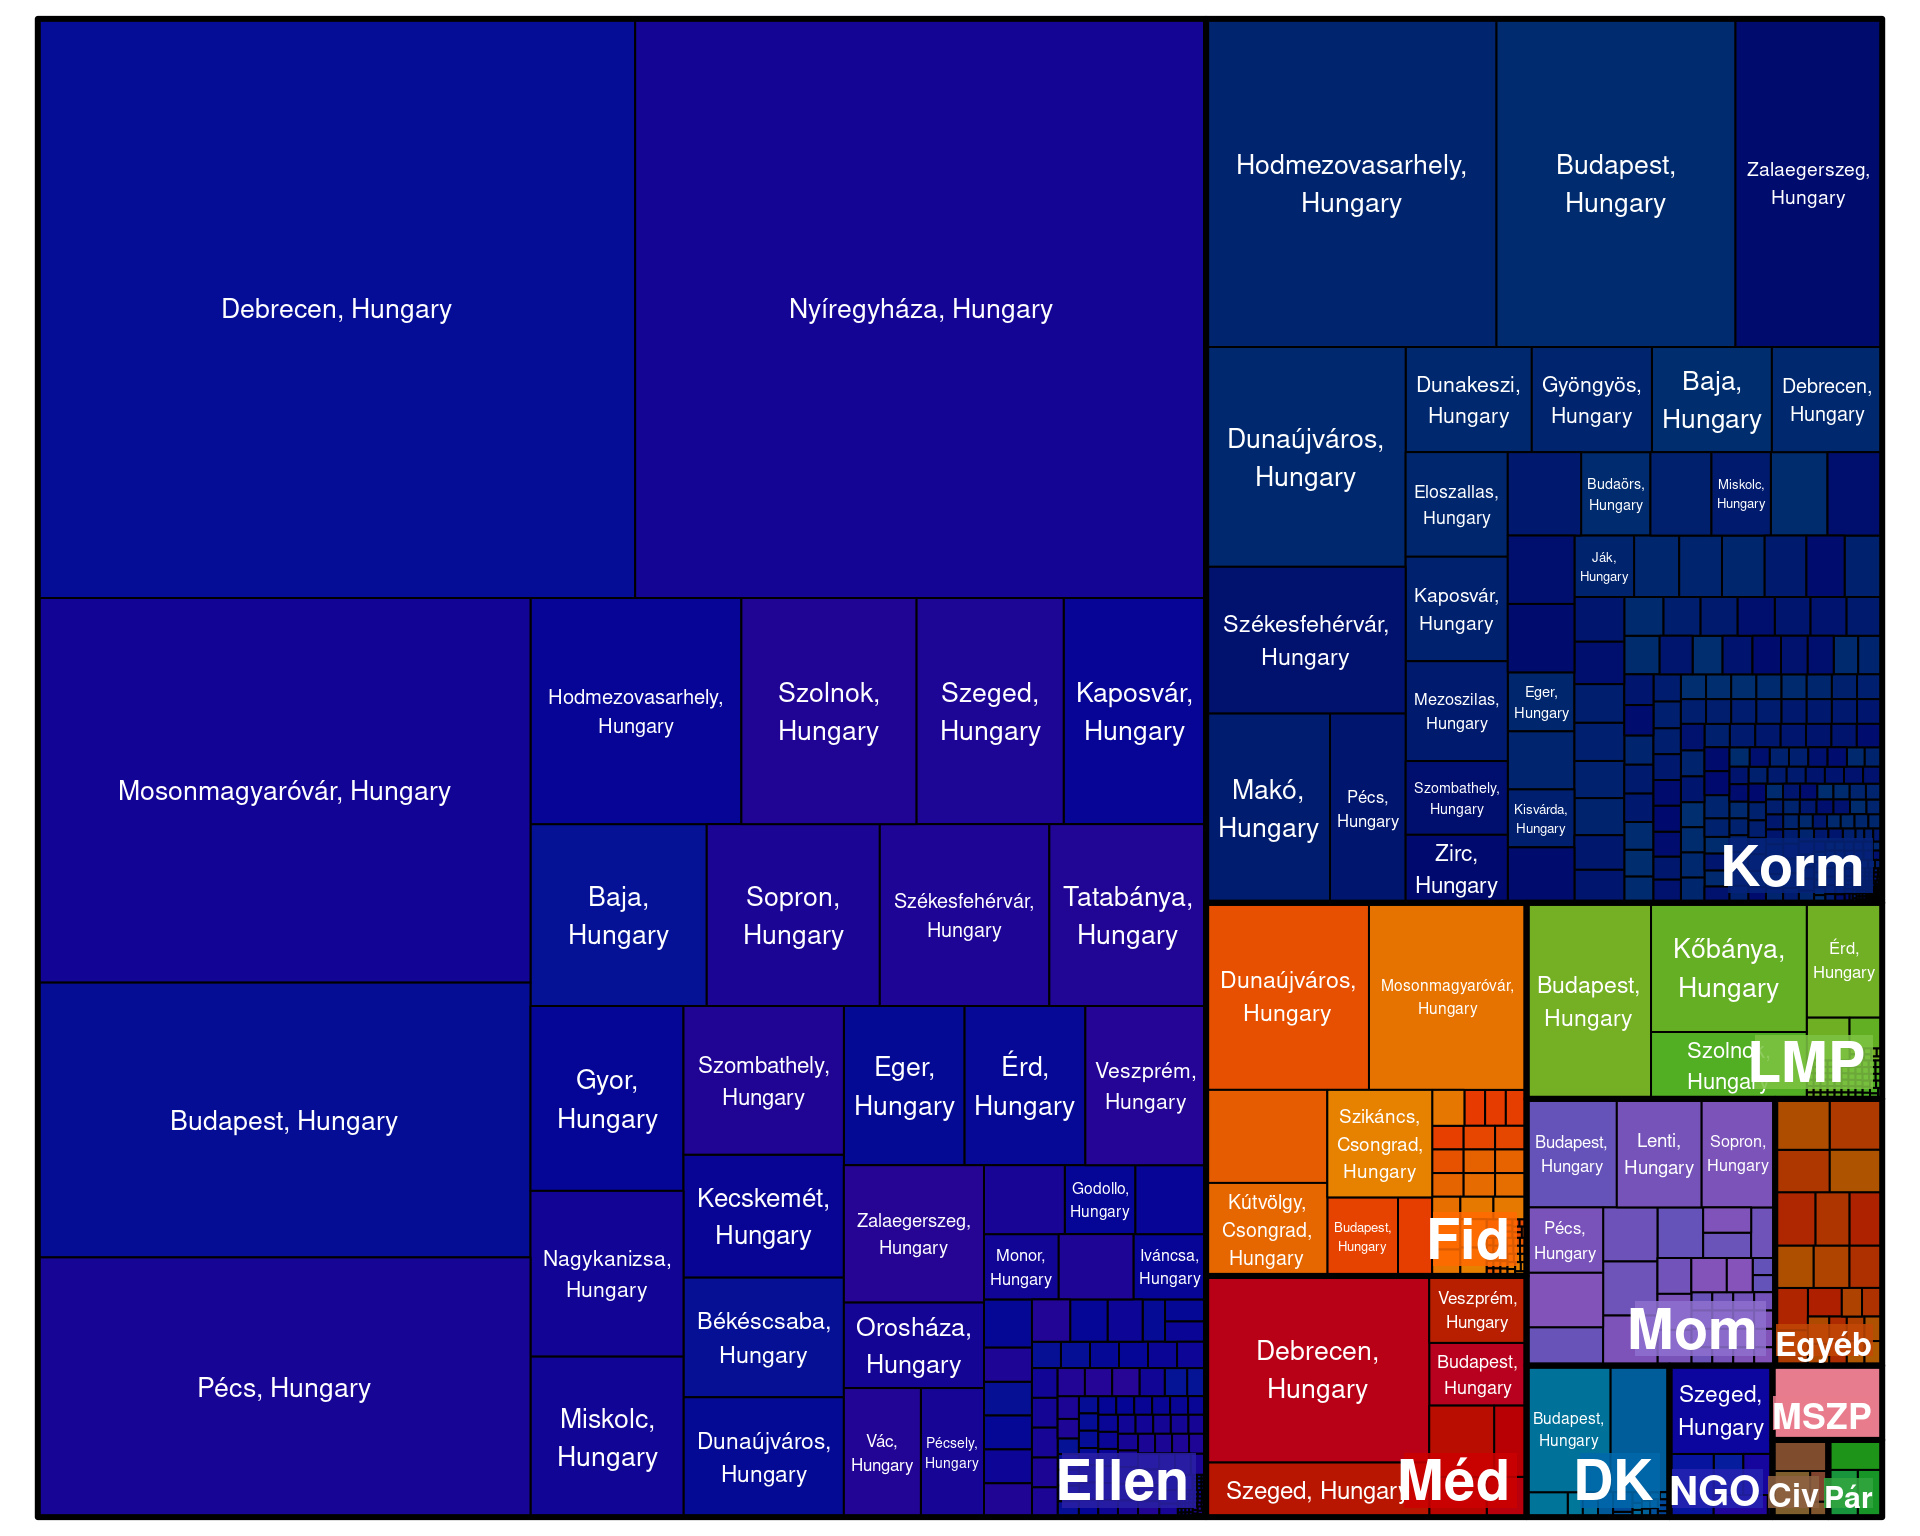 Debrecen, Hungary
Nyíregyháza, Hungary
Mosonmagyaróvár, Hungary
Budapest, Hungary
Pécs, Hungary
Hodmezovasarhely,
Hungary
Szolnok,
Hungary
Szeged,
Hungary
Kaposvár,
Hungary
Baja,
Hungary
Sopron,
Hungary
Székesfehérvár,
Hungary
Tatabánya,
Hungary
Gyor,
Hungary
Nagykanizsa,
Hungary
Miskolc,
Hungary
Szombathely,
Hungary
Kecskemét,
Hungary
Békéscsaba,
Hungary
Dunaújváros,
Hungary
Eger,
Hungary
Érd,
Hungary
Veszprém,
Hungary
Zalaegerszeg,
Hungary
Orosháza,
Hungary
Vác,
Hungary
Pécsely,
Hungary
Godollo,
Hungary
Monor,
Hungary
Iváncsa,
Hungary
Ellen
Hodmezovasarhely,
Hungary
Budapest,
Hungary
Zalaegerszeg,
Hungary
Dunaújváros,
Hungary
Székesfehérvár,
Hungary
Makó,
Hungary
Pécs,
Hungary
Dunakeszi,
Hungary
Gyöngyös,
Hungary
Baja,
Hungary
Debrecen,
Hungary
Eloszallas,
Hungary
Kaposvár,
Hungary
Mezoszilas,
Hungary
Szombathely,
Hungary
Zirc,
Hungary
Budaörs,
Hungary
Miskolc,
Hungary
Ják,
Hungary
Eger,
Hungary
Kisvárda,
Hungary
Korm
Dunaújváros,
Hungary
Mosonmagyaróvár,
Hungary
Szikáncs,
Csongrad,
Hungary
Kútvölgy,
Csongrad,
Hungary
Budapest,
Hungary
Fid
Budapest,
Hungary
Kőbánya,
Hungary
Érd,
Hungary
Szolnok,
Hungary
LMP
Budapest,
Hungary
Lenti,
Hungary
Sopron,
Hungary
Pécs,
Hungary
Mom
Egyéb
Debrecen,
Hungary
Veszprém,
Hungary
Budapest,
Hungary
Szeged, Hungary
Méd
Budapest,
Hungary
DK
Szeged,
Hungary
NGO
MSZP
Civ
Pár